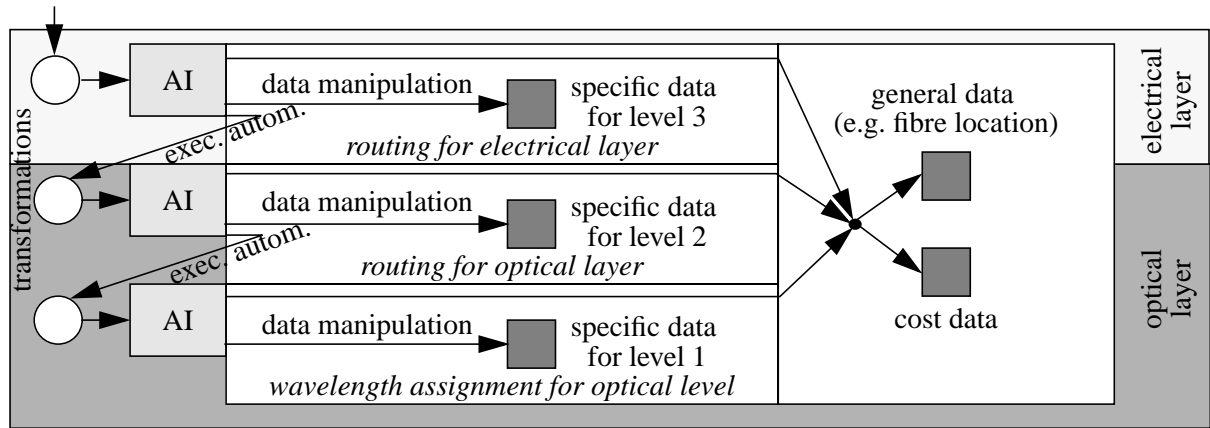 transformations
AI
data manipulation
specific data
for level 3
exec. autom.
routing for electrical layer
AI
data manipulation
specific data
for level 2
exec. autom.
routing for optical layer
AI
data manipulation
specific data
for level 1
wavelength assignment for optical level
general data
(e.g. fibre location)
cost data
electrical
layer
optical
layer